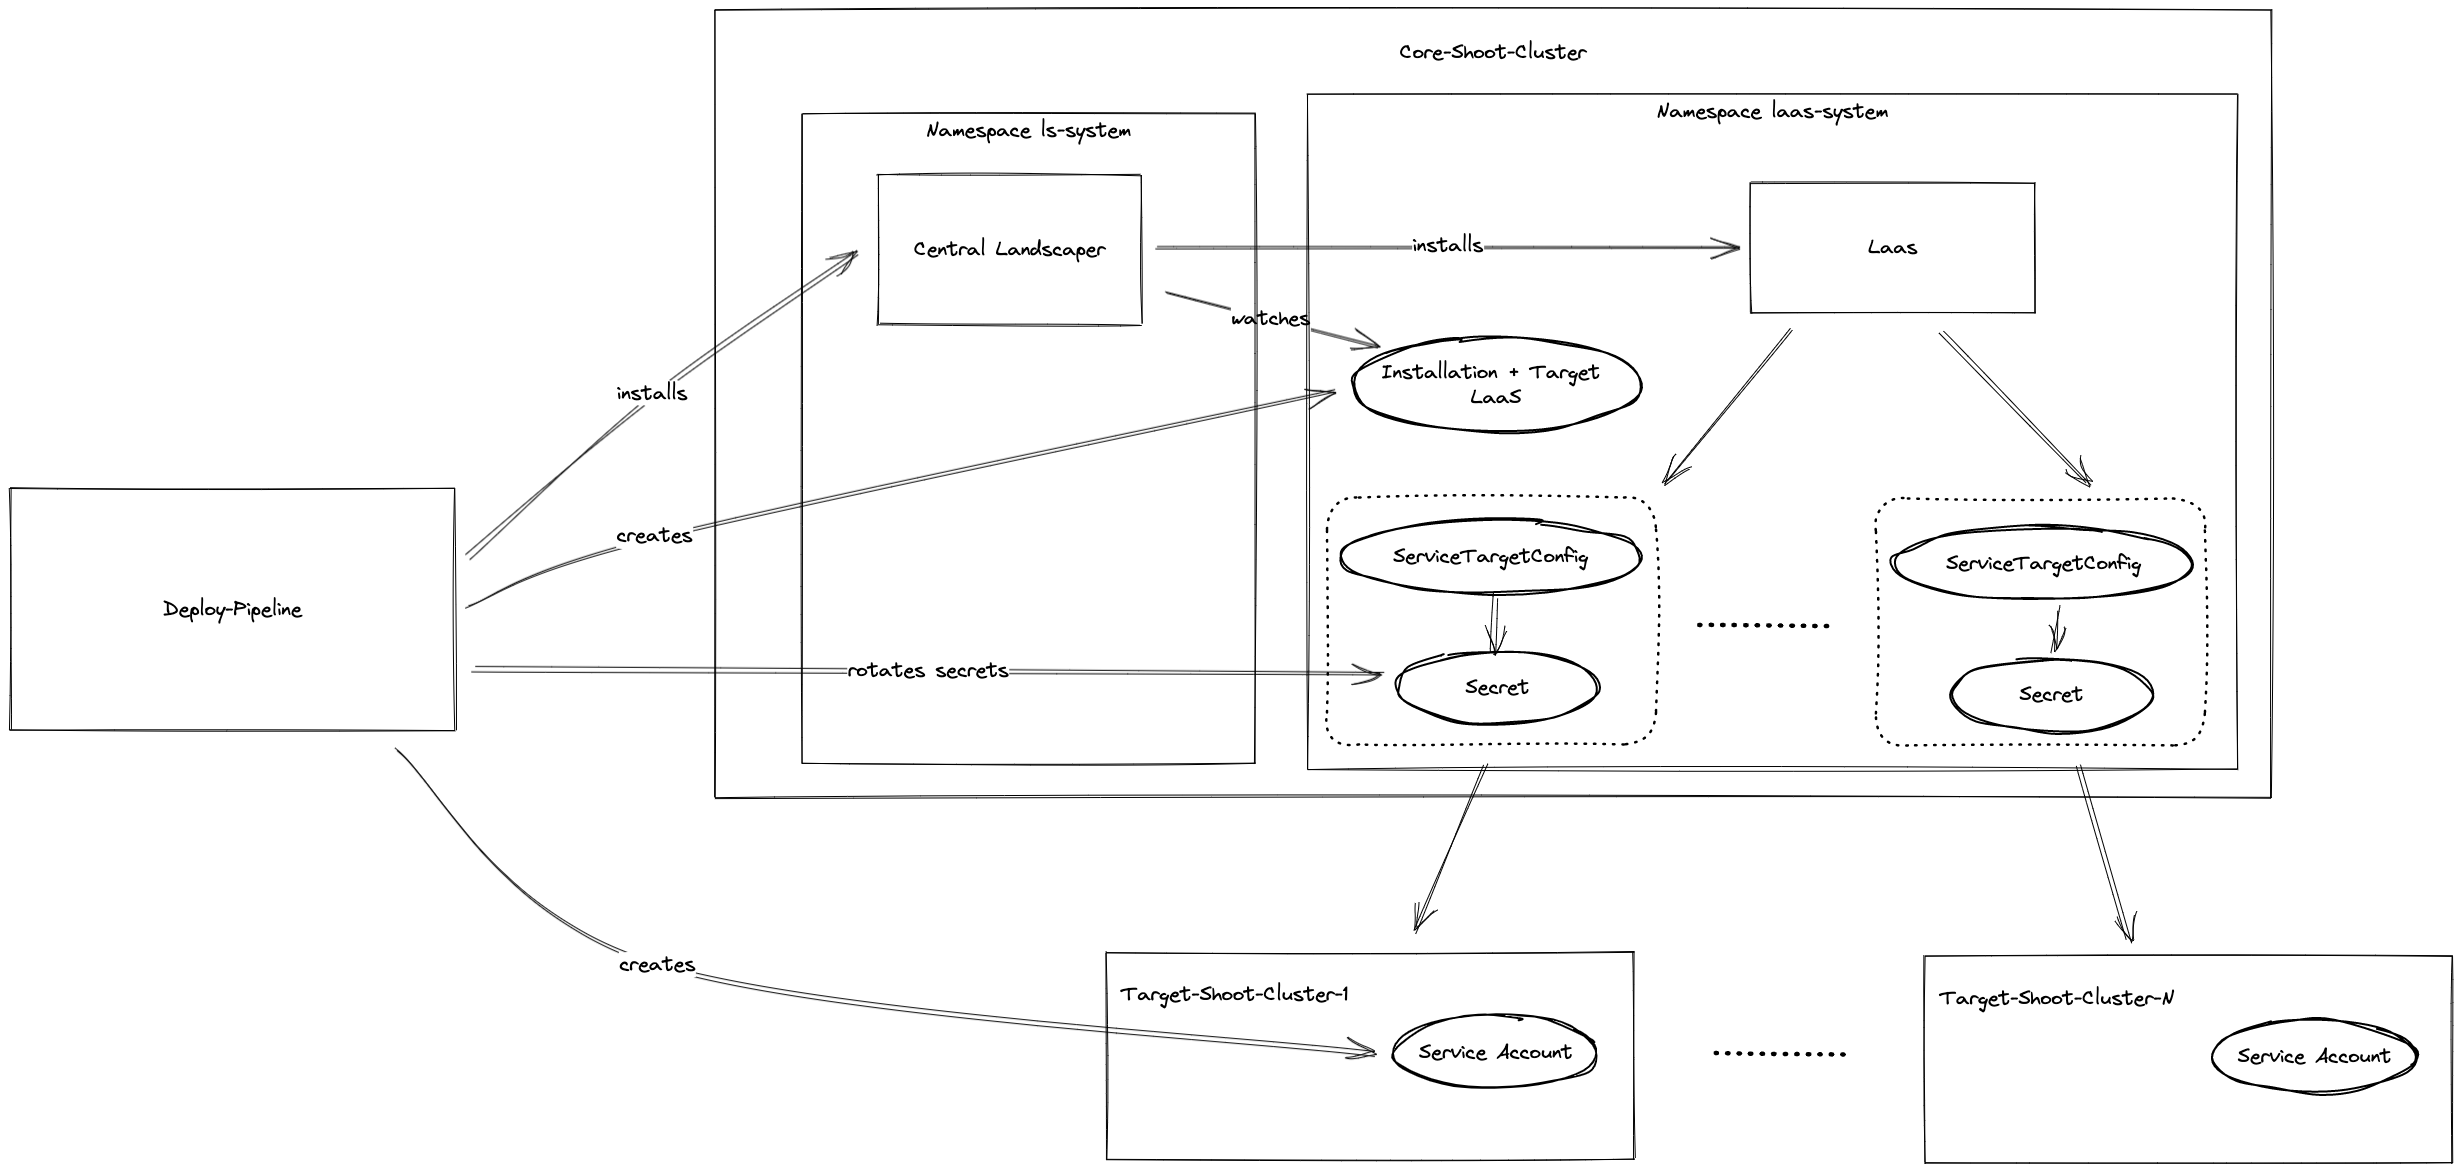 Core-Shoot-Cluster
Namespace ls-system
Namespace laas-system
Central Landscaper
installs
Laas
watches
Installation + Target
LaaS
installs
creates
ServiceTargetConfig
ServiceTargetConfig
Deploy-Pipeline
rotates secrets
Secret
Secret
creates
Target-Shoot-Cluster-1
Target-Shoot-Cluster-N
Service Account
Service Account